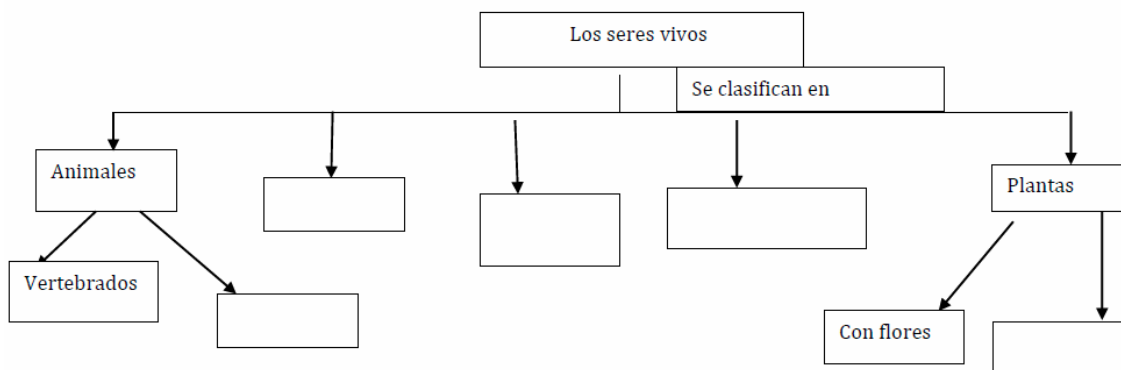 Los seres vivos
Se clasifican en
Animales
Plantas
Vertebrados
Con flores